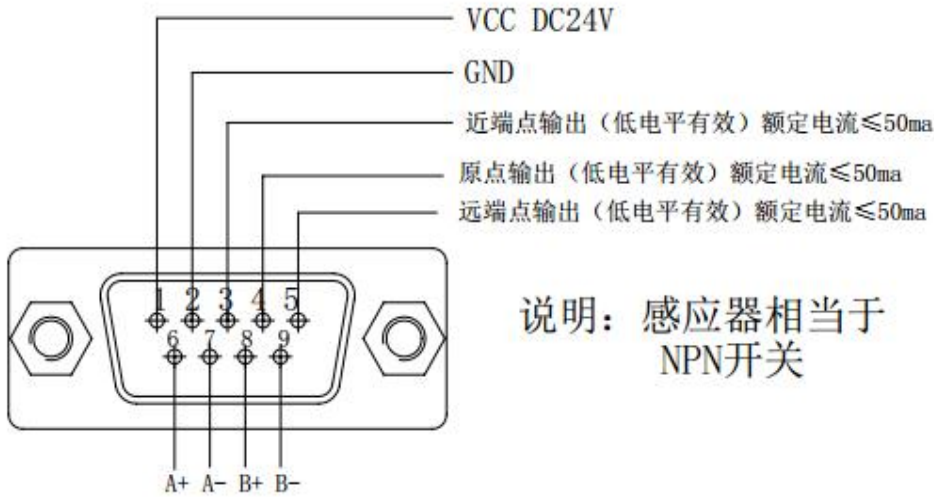 VCC DC24V
GND
近端点输出（低电平有效）额定电流≤50ma
原点输出（低电平有效）额定电流≤50ma
远端点输出（低电平有效）额定电流≤50ma
1 2 3 4 5
6 7 8 9
说明：感应器相当于
NPN开关
A+ A- B+ B-